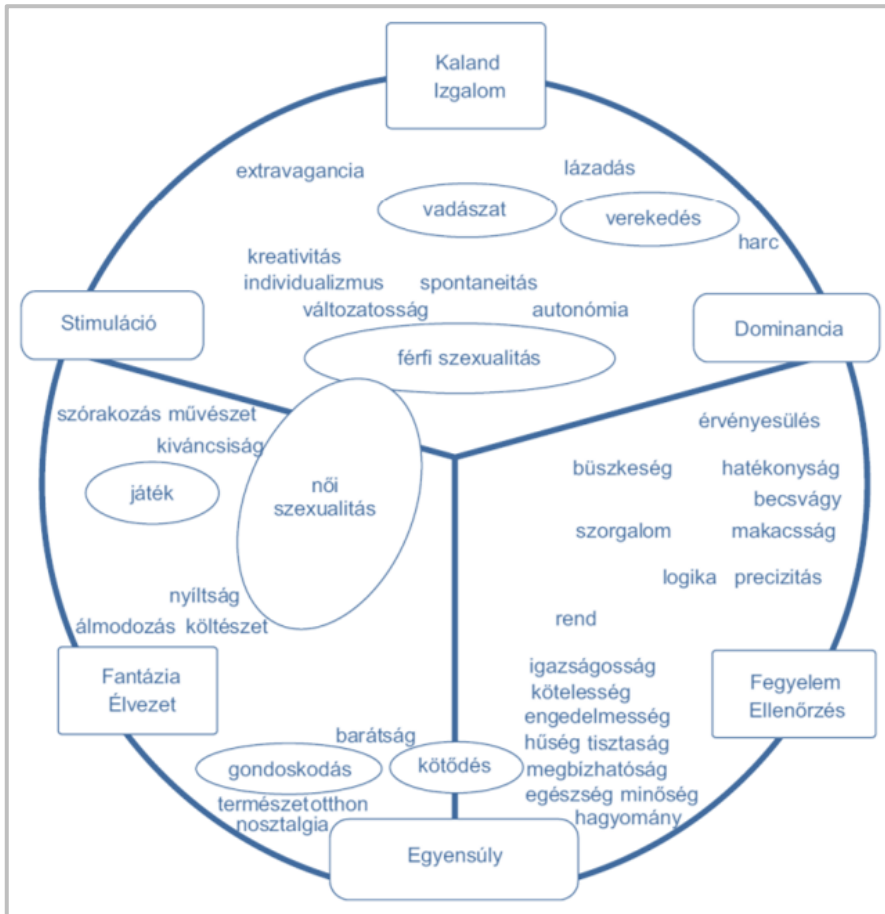 Kaland
Izgalom
extravagancia
lázadás
vadászat
verekedés
harc
kreativitás
individualizmus
spontaneitás
változatosság
autonómia
Stimuláció
Dominancia
férfi szexualitás
szórakozás művészet
kiváncsiság
játék
női
szexualitás
érvényesülés
büszkeség
hatékonyság
becsvágy
szorgalom
makacsság
logika
precizitás
nyíltság
álmodozás költészet
rend
Fantázia
Élvezet
igazságosság
kötelesség
engedelmesség
hűség tisztaság
megbízhatóság
egészség minőség
hagyomány
Fegyelem
Ellenőrzés
barátság
gondoskodás
kötődés
természet otthon
nosztalgia
Egyensúly